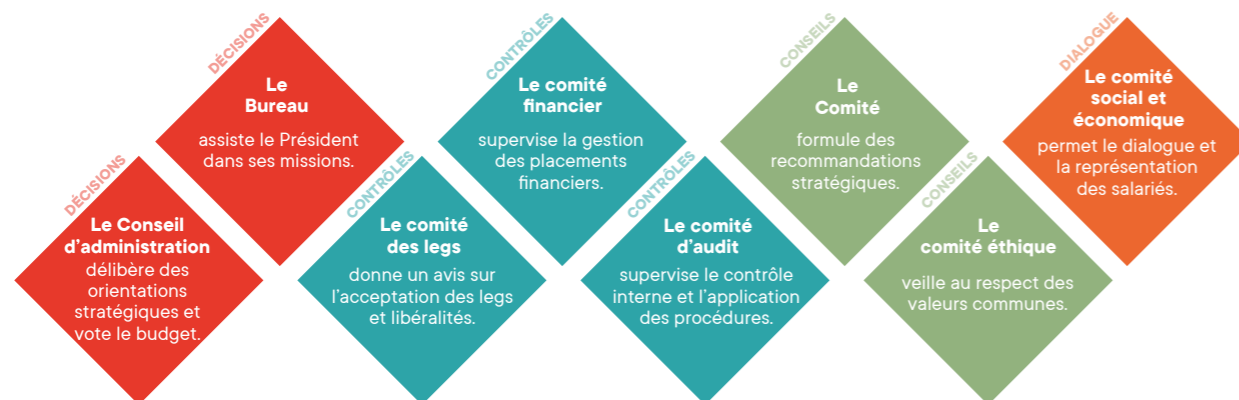 DÉCISIONS
Le Conseil
d'administration
délibère des
orientations
stratégiques et
vote le budget.
DÉCISIONS
Le
Bureau
assiste le Président
dans ses missions.
CONTRÔLES
Le comité
des legs
donne un avis sur
l'acceptation des legs
et libéralités.
CONTRÔLES
Le comité
financier
supervise la gestion
des placements
financiers.
CONTRÔLES
Le comité
d'audit
supervise le contrôle
interne et l'application
des procédures.
CONSEILS
Le
Comité
formule des
recommandations
stratégiques.
CONSEILS
Le
comité éthique
veille au respect des
valeurs communes.
DIALOGUE
Le comité
social et
économique
permet le dialogue et
la représentation
des salariés.